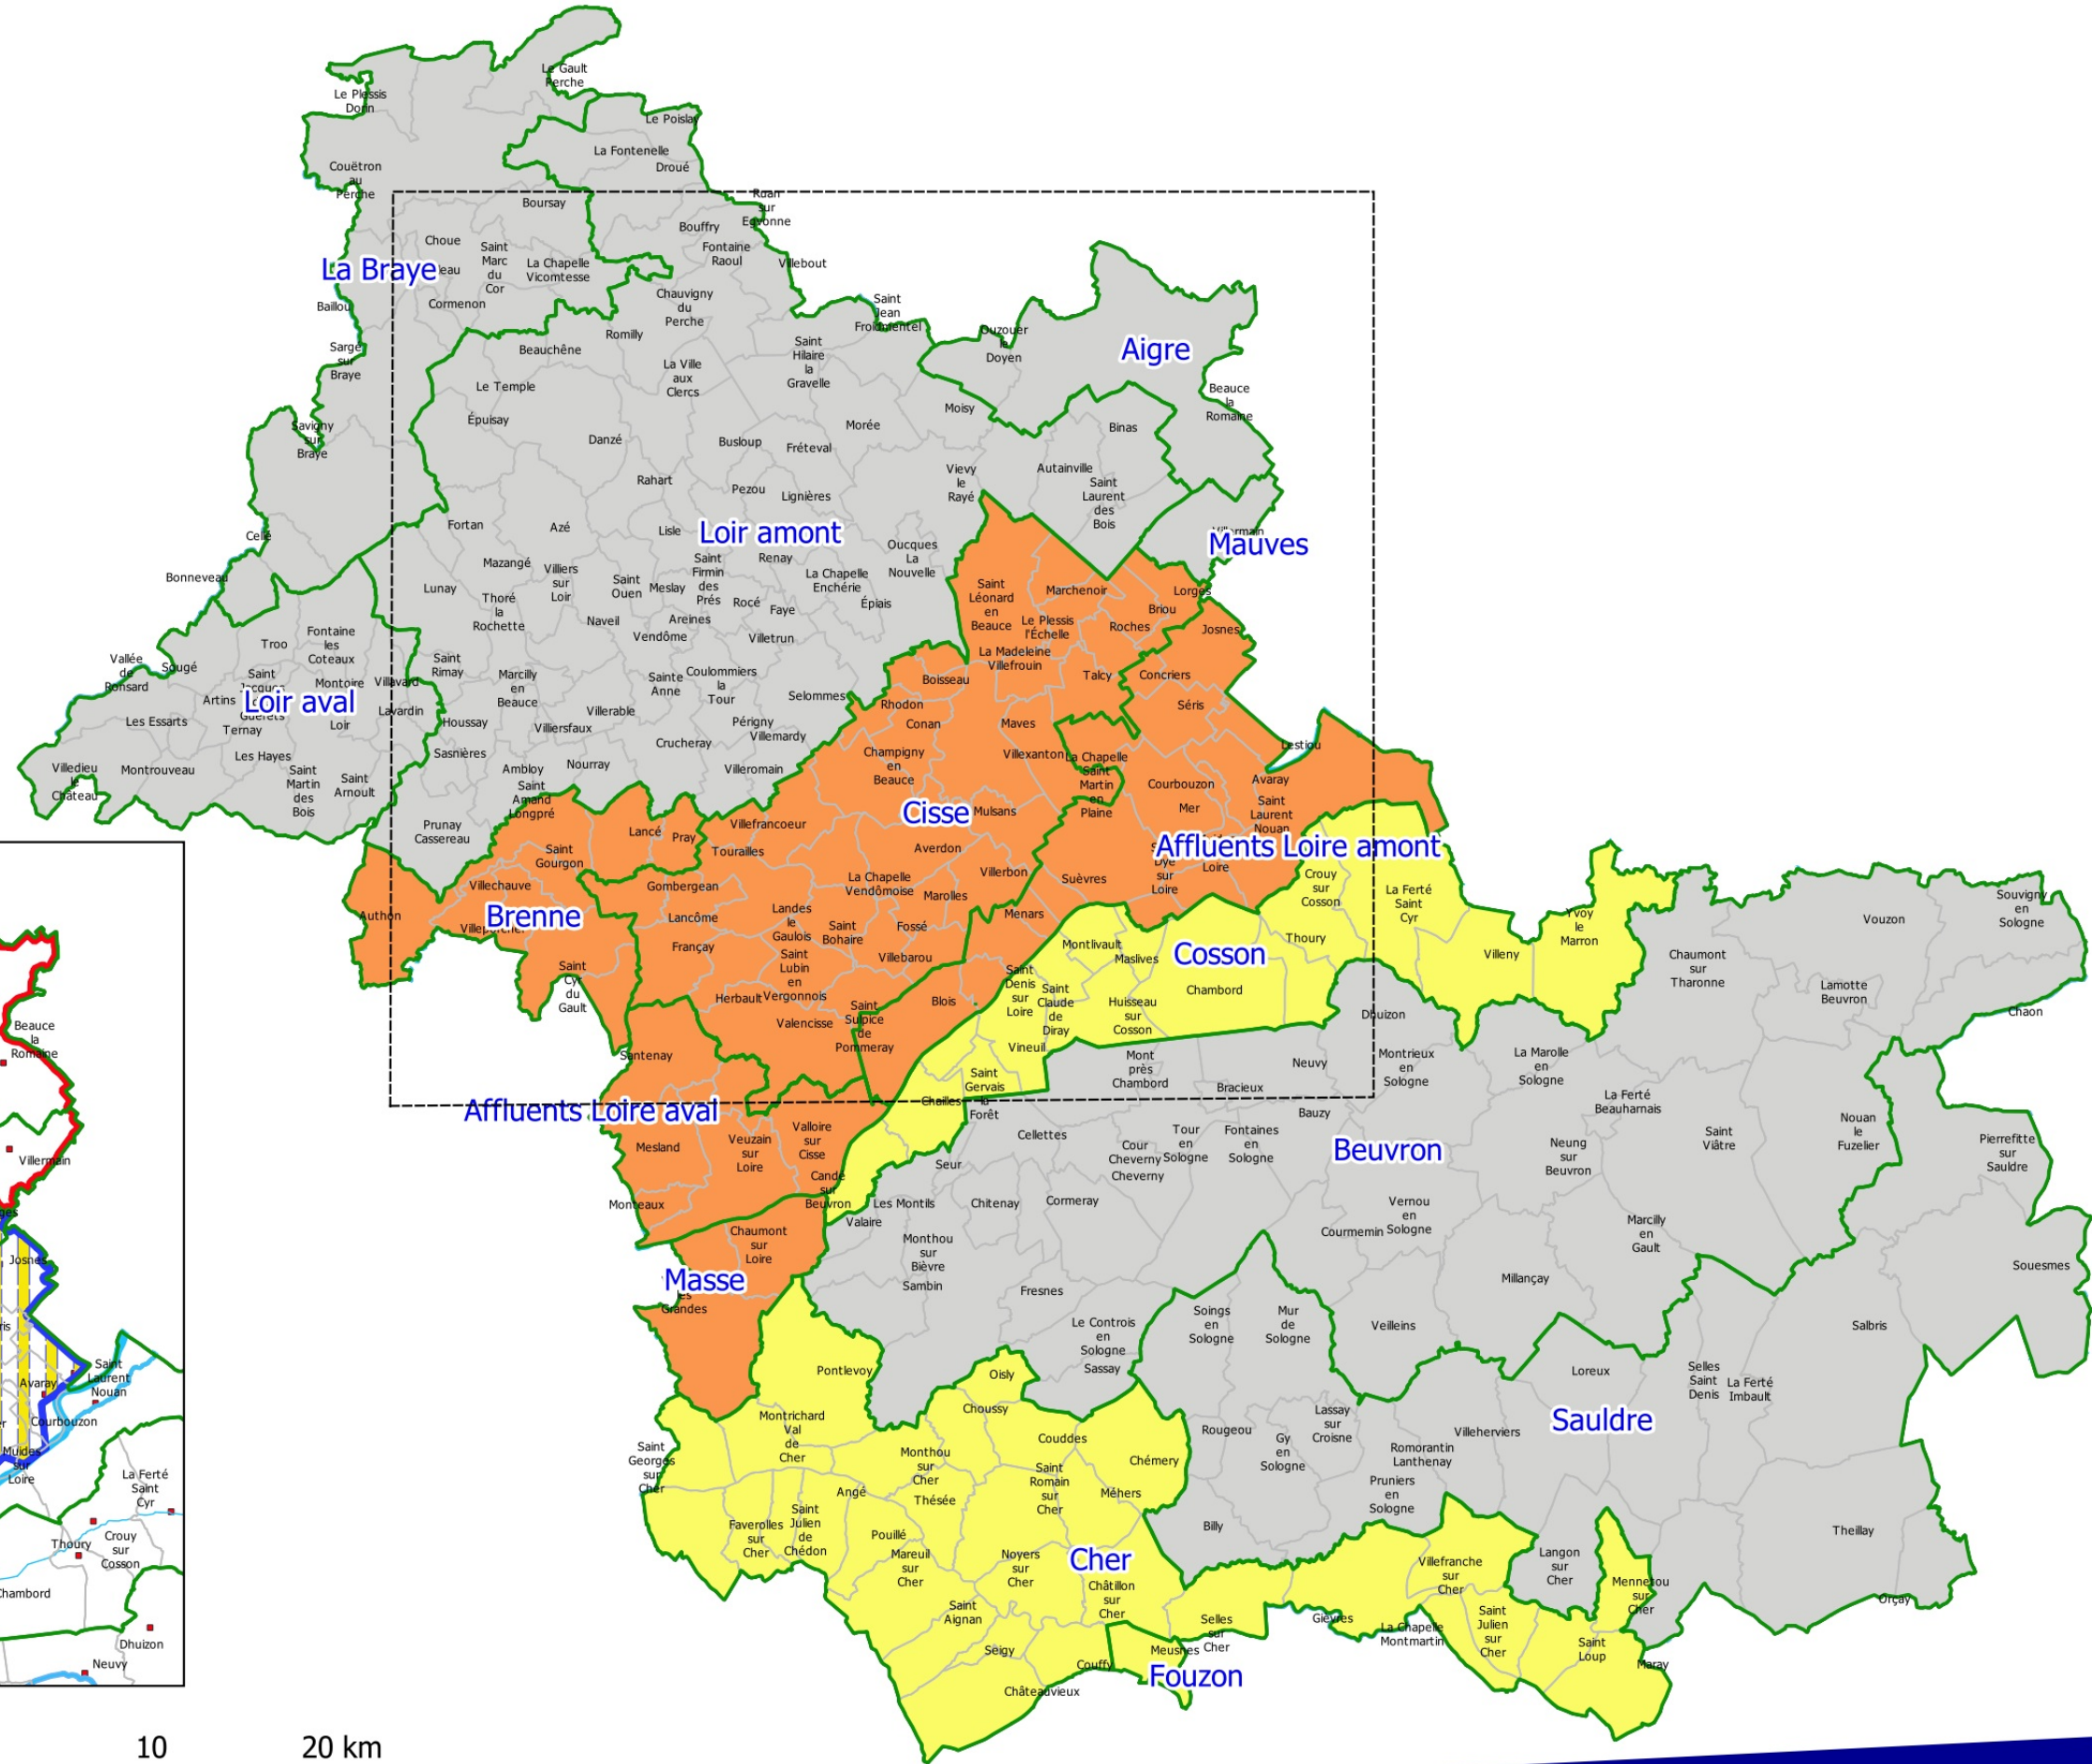 Le Gault
Perche
Le Plessis
Dorin
Le Poislay
La Fontenelle
Droué
Couëtron
au
Perche
Boursay
Ruan
sur
Egvonne
Bouffry
Choue
Saint
Marc
du
Cor
La Chapelle
Vicomtesse
Fontaine
Raoul
Villebout
La Braye
eau
Baillou
Cormenon
Chauvigny
du
Perche
Saint
Jean
Froidmentel
Romilly
Beauchêne
Saint
Hilaire
la
Gravelle
Ouzouer
le
Doyen
Aigre
Sargé
sur
Braye
La Ville
aux
Clercs
Le Temple
Beauce
la
Romaine
Épuisay
Moisy
Morée
Binas
Savigny
sur
Braye
Danzé
Busloup
Fréteval
Rahart
Vievy
le
Rayé
Autainville
Saint
Laurent
des
Bois
Pezou
Lignières
Fortan
Azé
Lisle
Loir amont
Cellé
Mauves
Oucques
La
Nouvelle
Mazangé
Villiers
sur
Loir
Saint
Firmin
des
Prés
Renay
La Chapelle
Enchérie
Bonneveau
Lunay
Saint
Ouen
Meslay
Thoré
la
Rochette
Rocé
Faye
Épiais
Saint
Léonard
en
Beauce
Marchenoir
Lorges
Briou
Naveil
Areines
Vendôme
Villetrun
Le Plessis
l'Échelle
Roches
Josnes
Troo
Fontaine
les
Coteaux
La Madeleine
Villefrouin
Vallée
de
Ronsard
Sougé
Saint
Rimay
Marcilly
en
Beauce
Sainte
Anne
Coulommiers
la
Tour
Selommes
Boisseau
Talcy
Concriers
Saint
Artins
Montoire
Loir
Villavard
Loir aval
Lavardin
Rhodon
Séris
Les Essarts
Ternay
Houssay
Villerable
Villiersfaux
Périgny
Villemardy
Conan
Maves
Crucheray
Les Hayes
Sasnières
Villexanton
La Chapelle
Saint
Martin
en
Plaine
Lestiou
Villedieu
le
Château
Montrouveau
Saint
Martin
des
Bois
Saint
Arnoult
Ambloy
Nourray
Villeromain
Champigny
en
Beauce
Saint
Amand
Longpré
Courbouzon
Avaray
Mer
Saint
Laurent
Nouan
Cisse
Mulsans
Prunay
Cassereau
Lancé
Pray
Villefrancoeur
Tourailles
Averdon
Affluents Loire amont
Saint
Gourgon
Dyé
sur
Loire
Loire
Villechauve
Gombergean
La Chapelle
Vendômoise
Marolles
Villerbon
Suèvres
Crouy
sur
Cosson
La Ferté
Saint
Cyr
Authon
Brenne
Lancôme
Landes
le
Gaulois
Saint
Bohaire
Fossé
Menars
Yvoy
le
Marron
Vouzon
Souvigny
en
Sologne
Françay
Saint
Lubin
en
Vergonnois
Villebarou
Montlivault
Maslives
Cosson
Thoury
Villeny
Chaumont
sur
Tharonne
Saint
Cyr
du
Gault
Herbault
Saint
Sulpice
de
Pommeray
Blois
Saint
Denis
sur
Loire
Saint
Claude
de
Diray
Huisseau
sur
Cosson
Chambord
Lamotte
Beuvron
Chaon
Valencisse
Dhuizon
Santenay
Vineuil
Mont
près
Chambord
Neuvy
Montrieux
en
Sologne
La Marolle
en
Sologne
Saint
Gervais
la
Forêt
Bracieux
Affluents Loire aval
Chailles
Bauzy
La Ferté
Beauharnais
Mesland
Veuzain
sur
Loire
Valloire
sur
Cisse
Cellettes
Cour
Cheverny
Cheverny
Tour
en
Sologne
Fontaines
en
Sologne
Beuvron
Neung
sur
Beuvron
Saint
Viâtre
Nouan
le
Fuzelier
Pierrefitte
sur
Sauldre
Seur
Candé
sur
Beuvron
Monteaux
Les Montils
Valaire
Chitenay
Cormeray
Vernou
en
Sologne
Courmemin
Marcilly
en
Gault
Chaumont
sur
Loire
Monthou
sur
Bièvre
Sambin
Masse
Grandes
Fresnes
Millançay
Souesmes
Le Controis
en
Sologne
Sassay
Soings
en
Sologne
Mur
de
Sologne
Veilleins
Salbris
Pontlevoy
Oisly
Loreux
Selles
Saint
Denis
La Ferté
Imbault
Choussy
Montrichard
Val
de
Cher
Couddes
Rougeou
Lassay
sur
Croisne
Gy
en
Sologne
Villeherviers
Sauldre
Saint
Georges
sur
Cher
Monthou
sur
Cher
Chémery
Romorantin
Lanthenay
Pruniers
en
Sologne
Saint
Romain
sur
Cher
Méhers
Angé
Thésée
Faverolles
sur
Cher
Saint
Julien
de
Chédon
Pouillé
Mareuil
sur
Cher
Billy
Theillay
Noyers
sur
Cher
Cher
Châtillon
sur
Cher
Villefranche
sur
Cher
Langon
sur
Cher
Mennetou
sur
Cher
Orçay
Saint
Aignan
Selles
sur
Cher
Gièvres
La Chapelle
Montmartin
Saint
Julien
sur
Cher
Saint
Loup
Maray
Seigy
Couffy
Meusnes
Fouzon
Châteauvieux
Beauce
la
Romaine
Villermain
ges
Josnes
ris
Saint
Laurent
Nouan
Avaray
Courbouzon
er
Muides
sur
Loire
La Ferté
Saint
Cyr
Thoury
Crouy
sur
Cosson
Chambord
Dhuizon
Neuvy
10
20 km